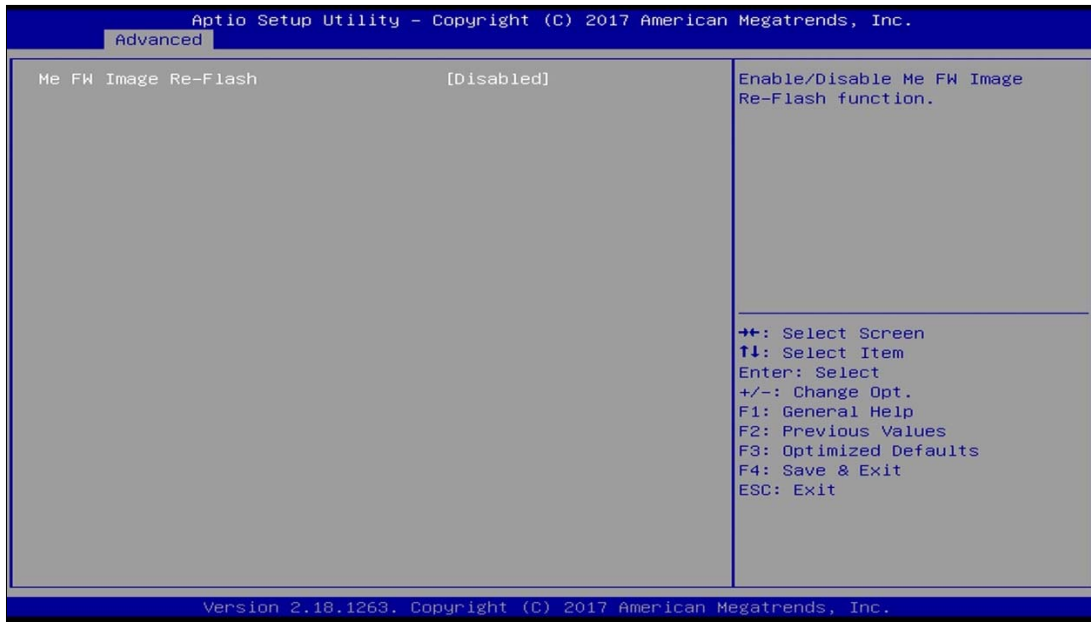 Aptio Setup Utility – Copyright (C) 2017 American Megatrends, Inc.
Advanced
Me FW Image Re-Flash [Disabled]
Enable/Disable Me FW Image
Re-Flash function.
→←: Select Screen
↑↓: Select Item
Enter: Select
+/-: Change Opt.
F1: General Help
F2: Previous Values
F3: Optimized Defaults
F4: Save & Exit
ESC: Exit
Version 2.18.1263. Copyright (C) 2017 American Megatrends, Inc.